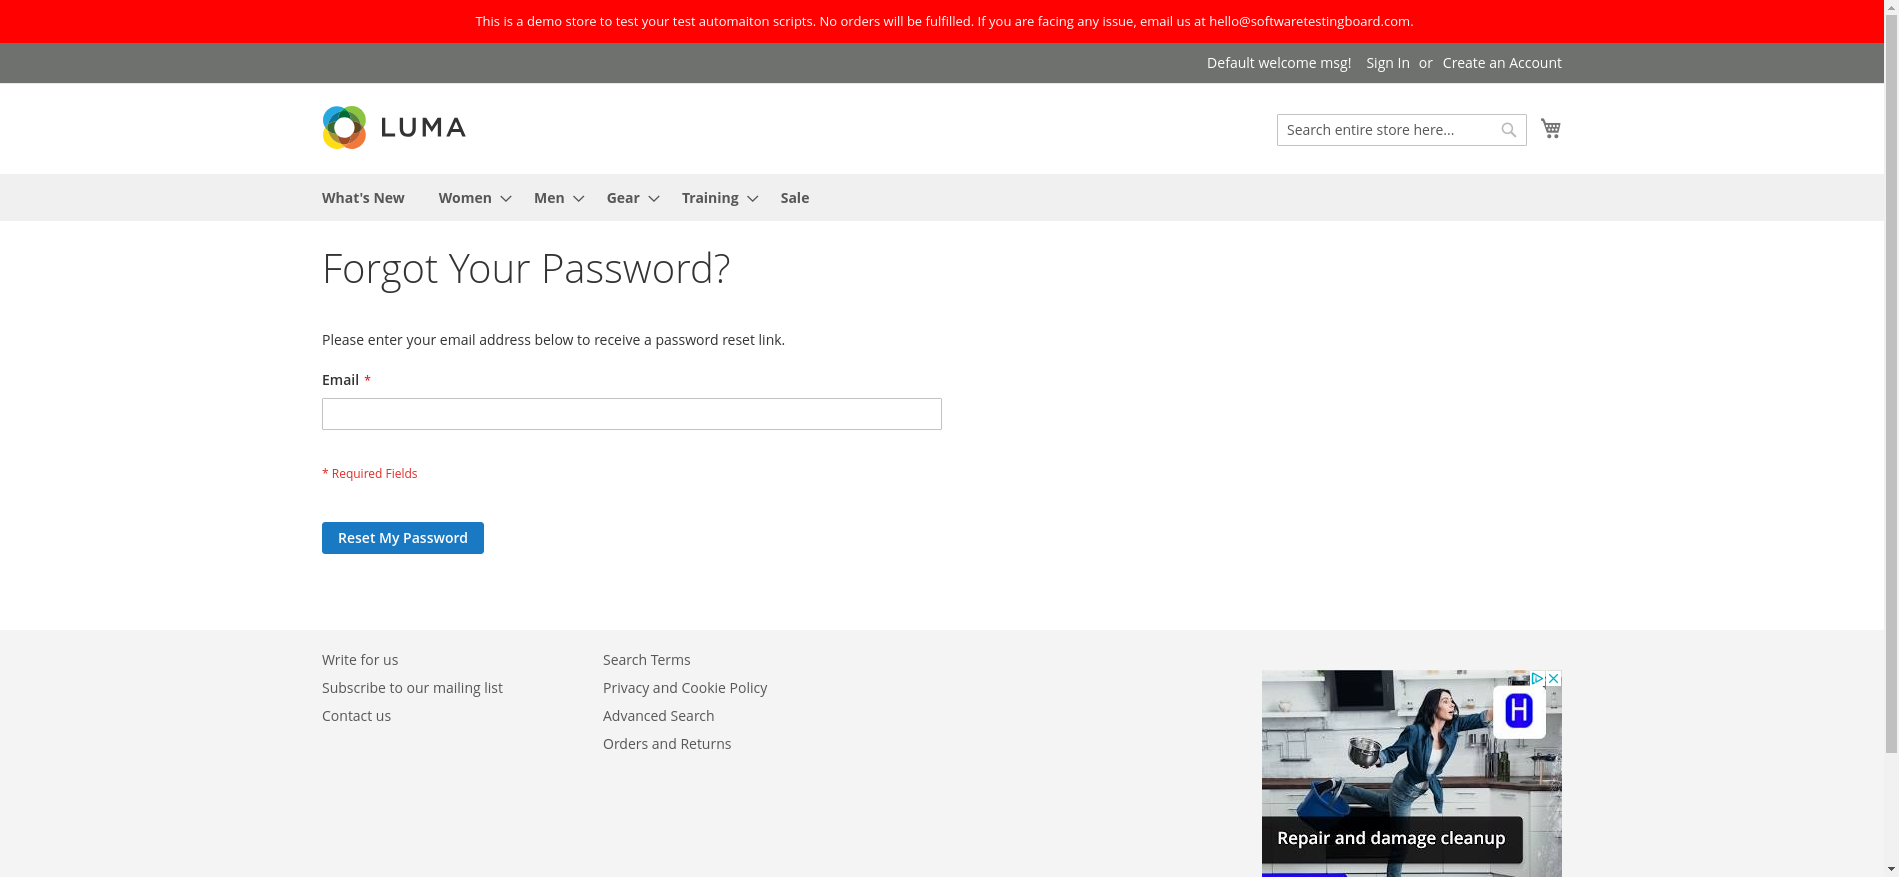 This is a demo store to test your test automaiton scripts. No orders will be fulfilled. If you are facing any issue, email us at hello@softwaretestingboard.com.
Default welcome msg! Sign In or Create an Account
LUMA
Search entire store here...
What's New Women Men Gear Training Sale
Forgot Your Password?
Please enter your email address below to receive a password reset link.
Email *
* Required Fields
Reset My Password
Write for us
Subscribe to our mailing list
Contact us
Search Terms
Privacy and Cookie Policy
Advanced Search
Orders and Returns
H
Repair and damage cleanup